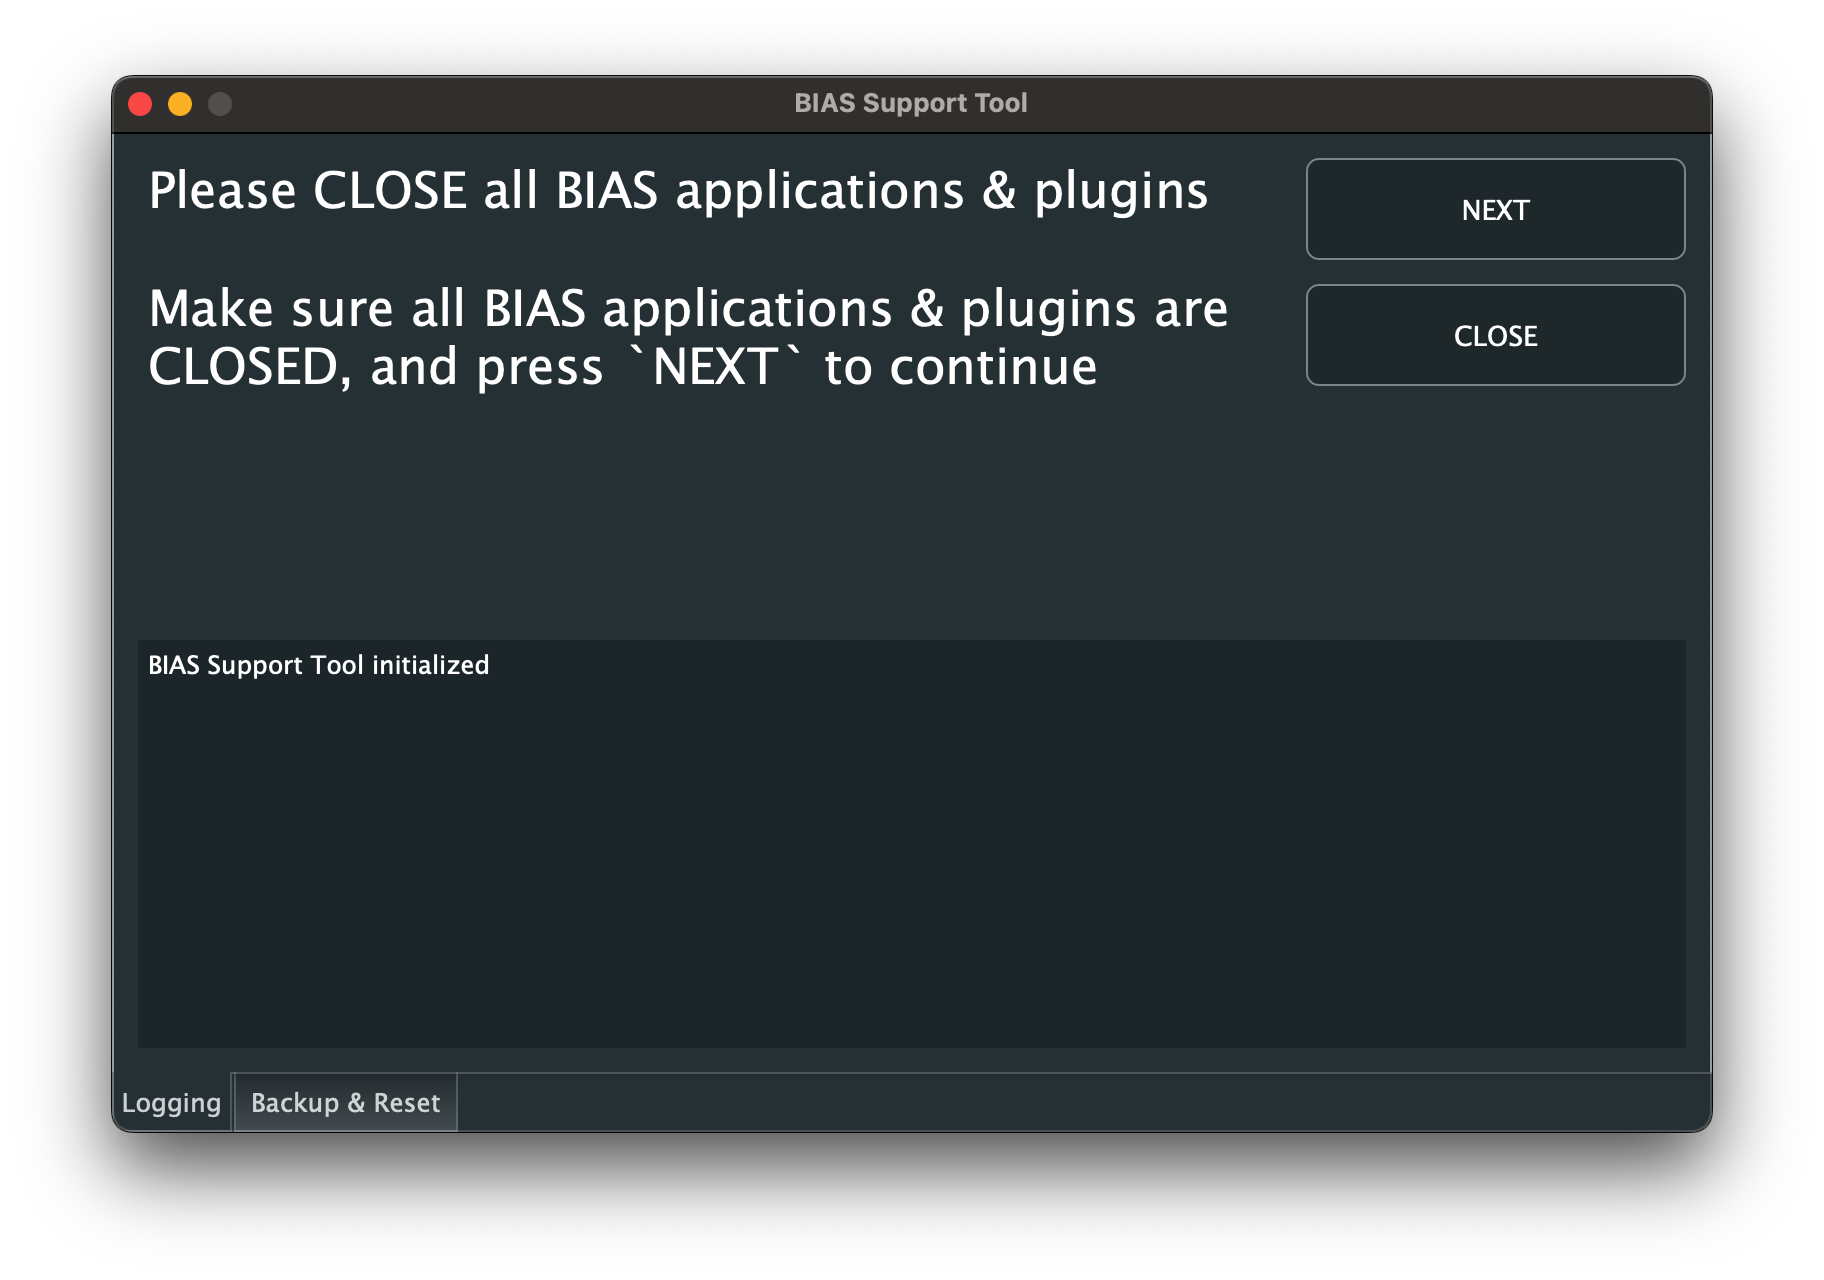 BIAS Support Tool
Please CLOSE all BIAS applications & plugins
NEXT
Make sure all BIAS applications & plugins are
CLOSED, and press `NEXT` to continue
CLOSE
BIAS Support Tool initialized
Logging
Backup & Reset